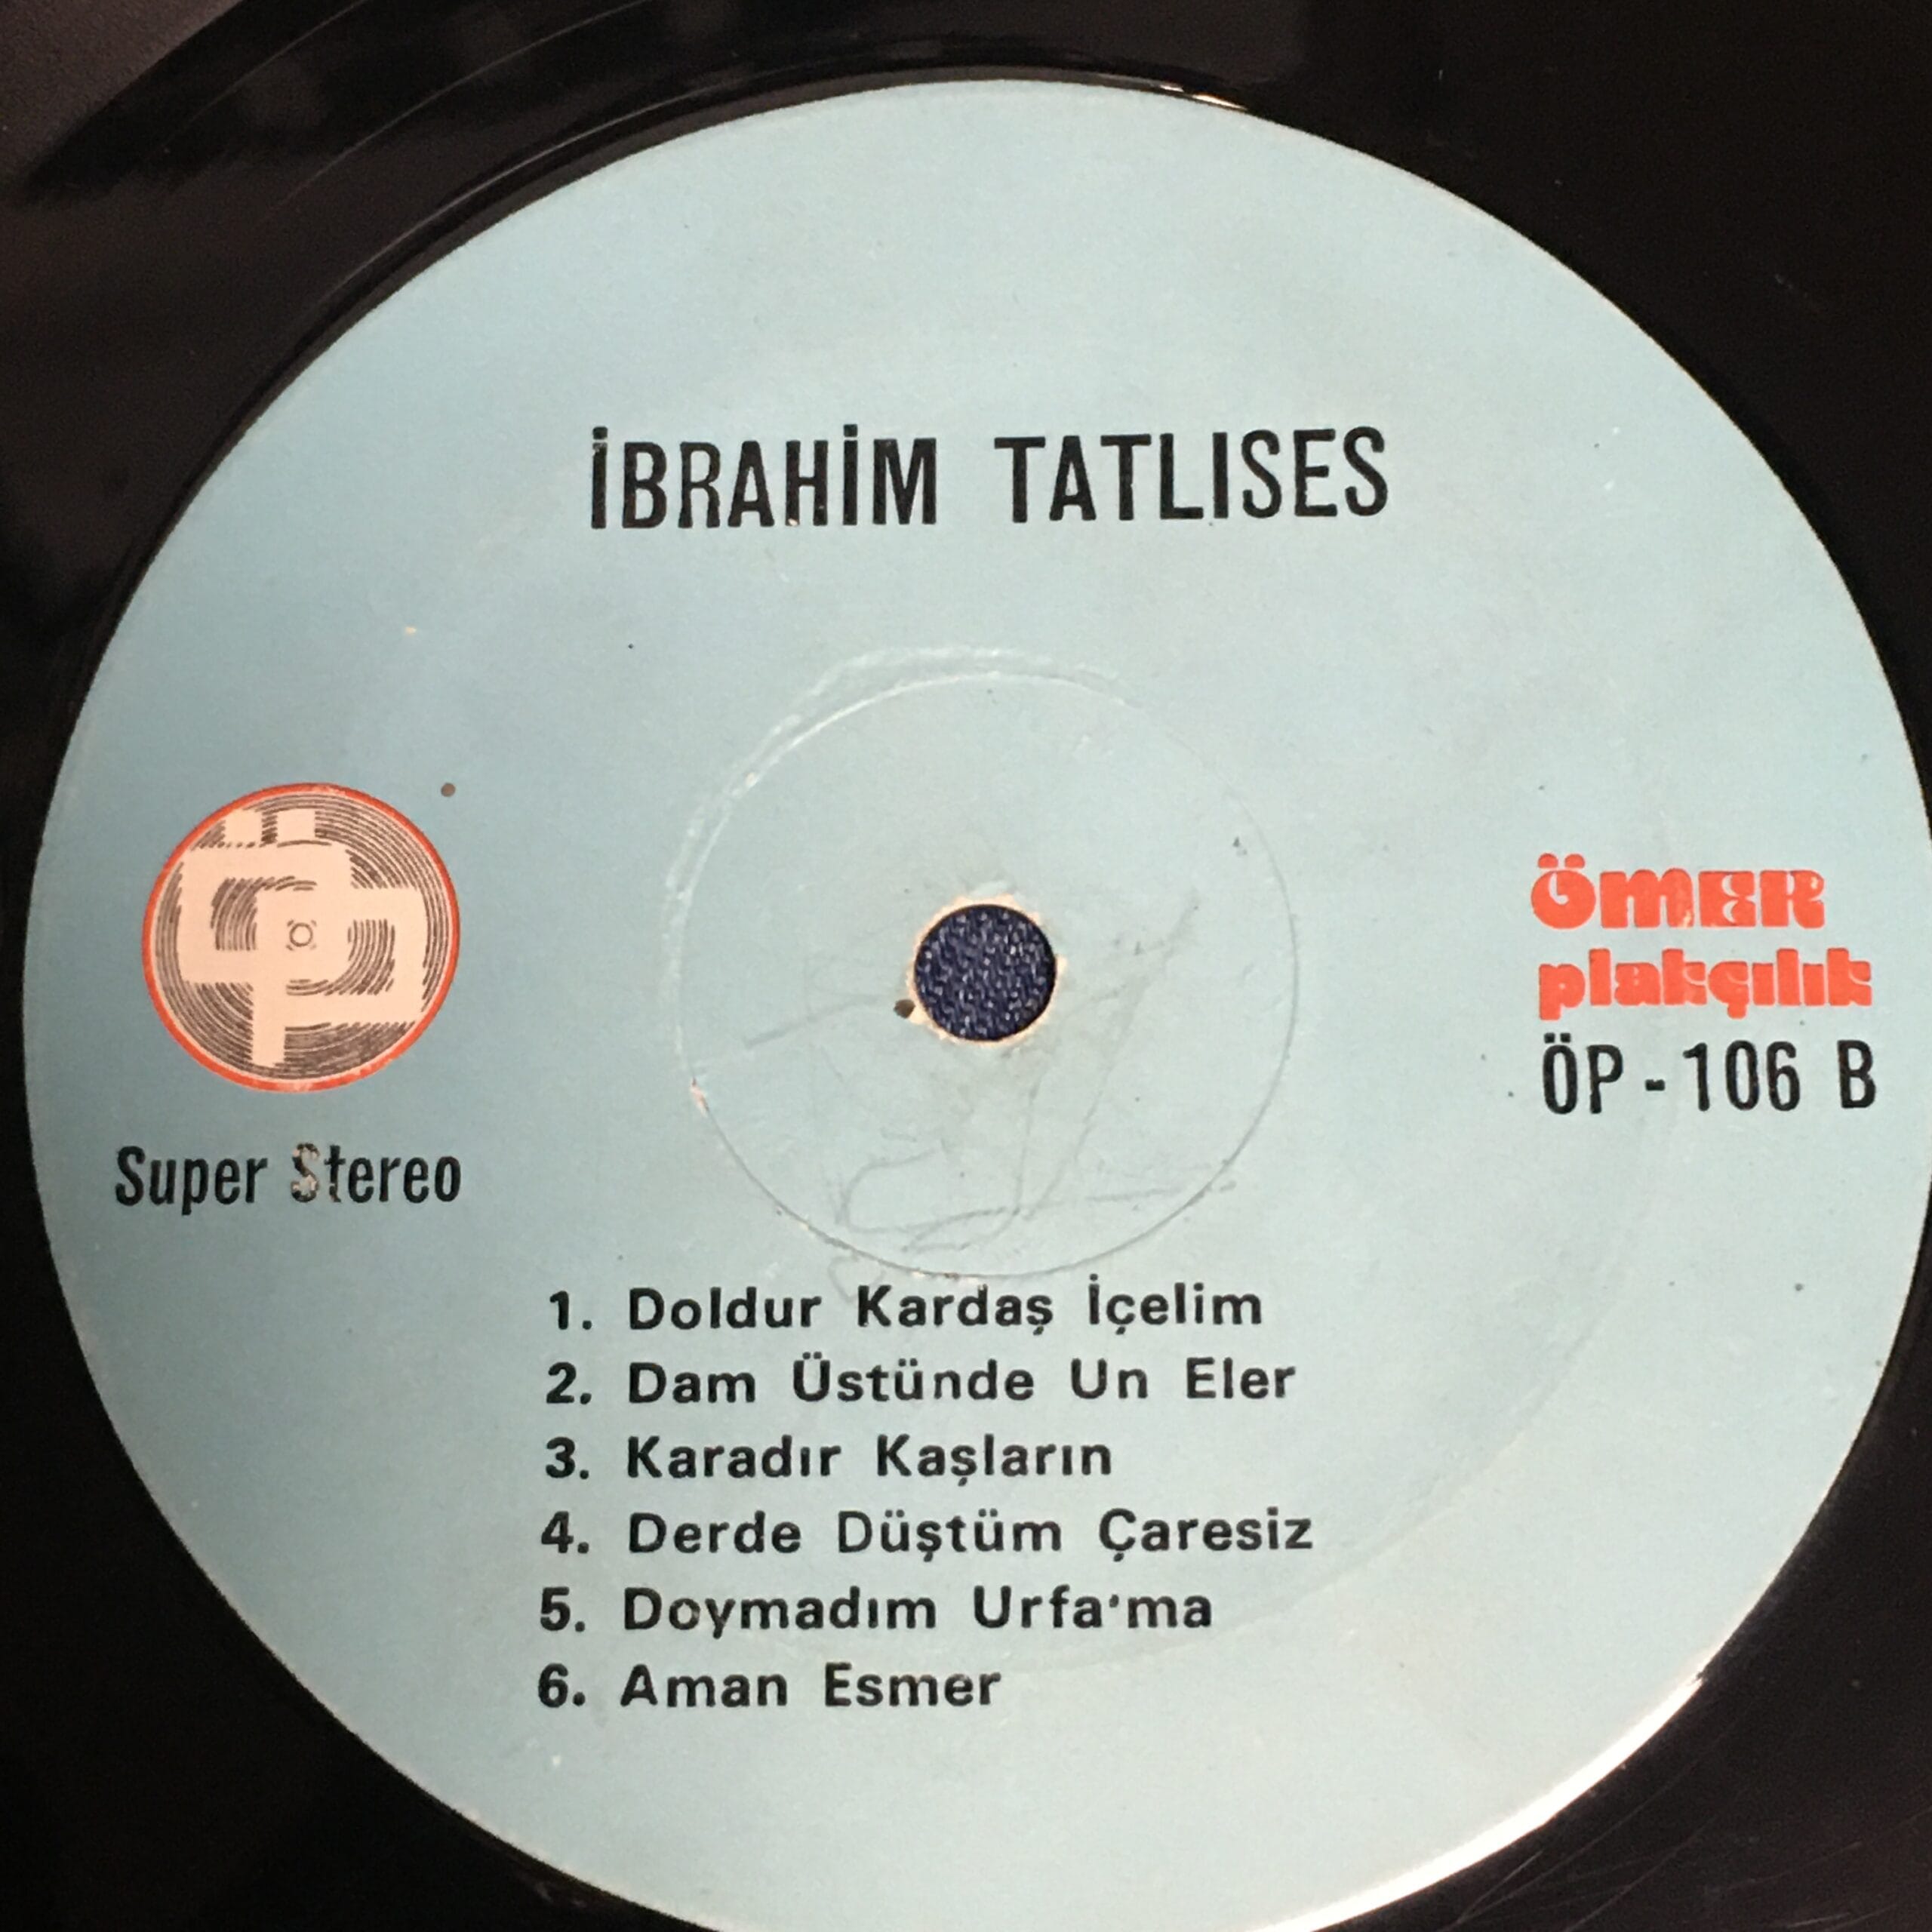 İBRAHİM TATLISES
ÖMER
plakçılık
ÖP - 106 B
Super Stereo
1. Doldur Kardaş İçelim
2. Dam Üstünde Un Eler
3. Karadır Kaşların
4. Derde Düştüm Çaresiz
5. Doymadım Urfa'ma
6. Aman Esmer